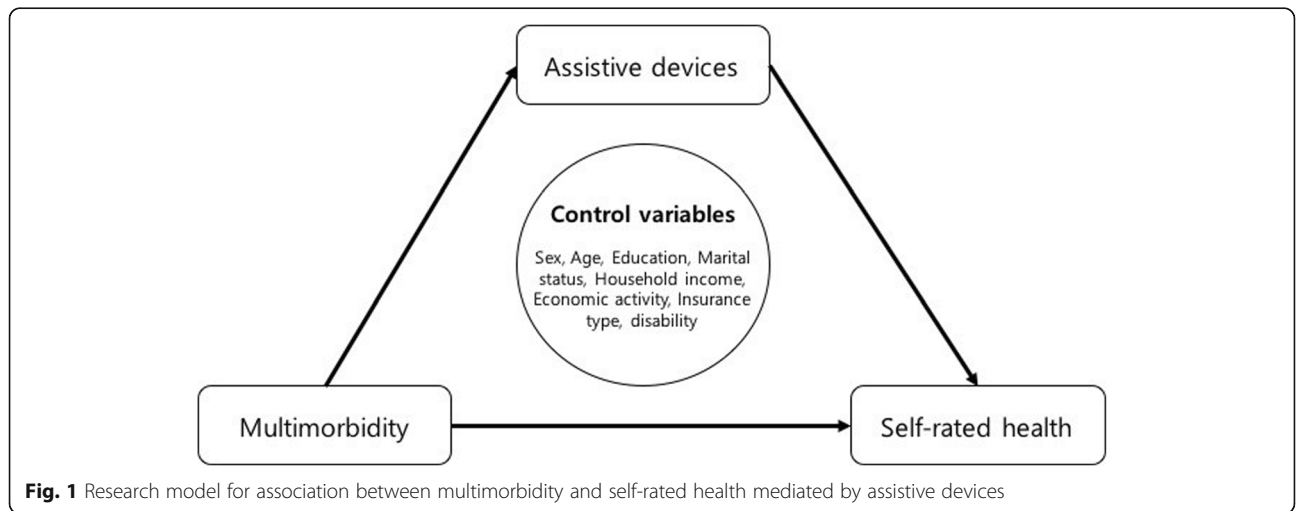 Assistive devices
Control variables
Sex, Age, Education, Marital
status, Household income,
Economic activity, Insurance
type, disability
Multimorbidity
Self-rated health
Fig. 1 Research model for association between multimorbidity and self-rated health mediated by assistive devices